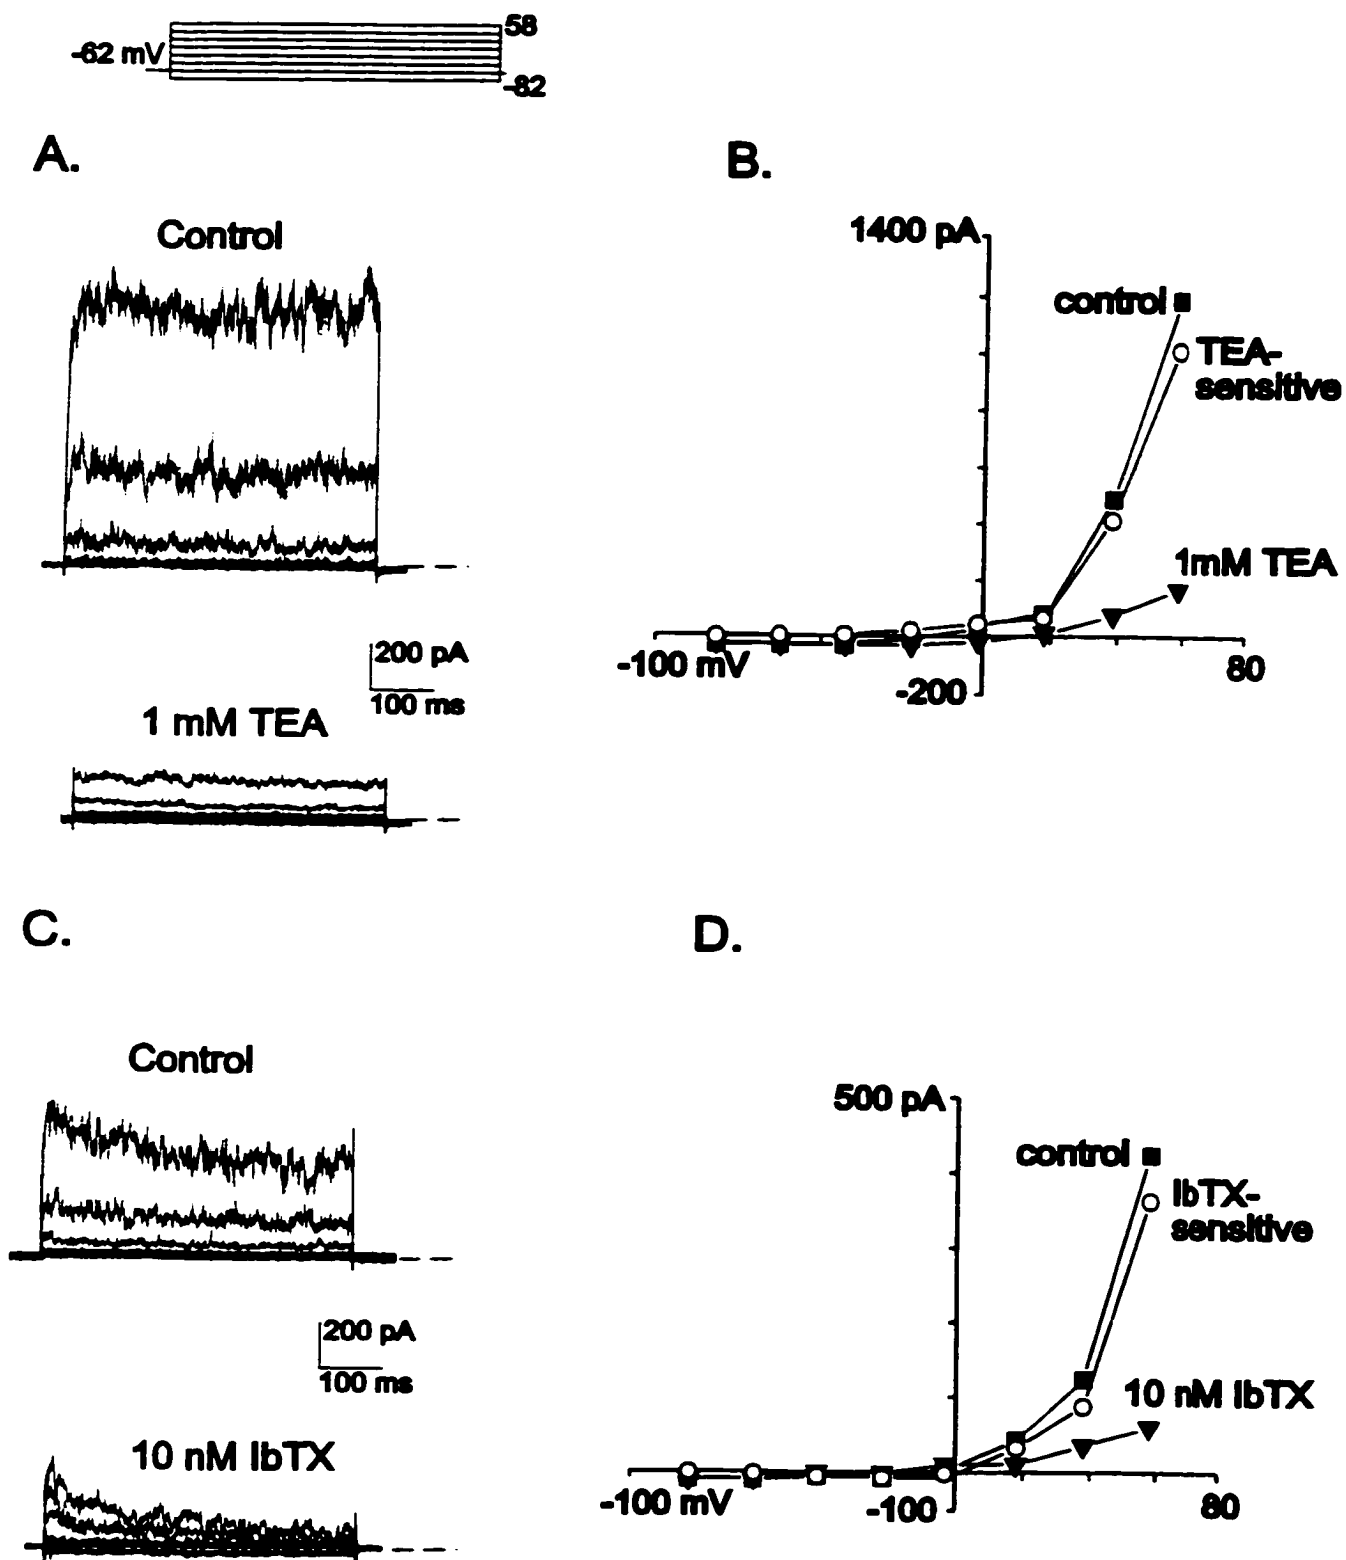 58
-62 mV
-82
A.
B.
Control
1400 pA
control
TEA-
sensitive
1mM TEA
-100 mV
80
-200
200 pA
100 ms
1 mM TEA
C.
D.
Control
500 pA
control
IbTX-
sensitive
10 nM IbTX
-100 mV
-100
80
200 pA
100 ms
10 nM IbTX